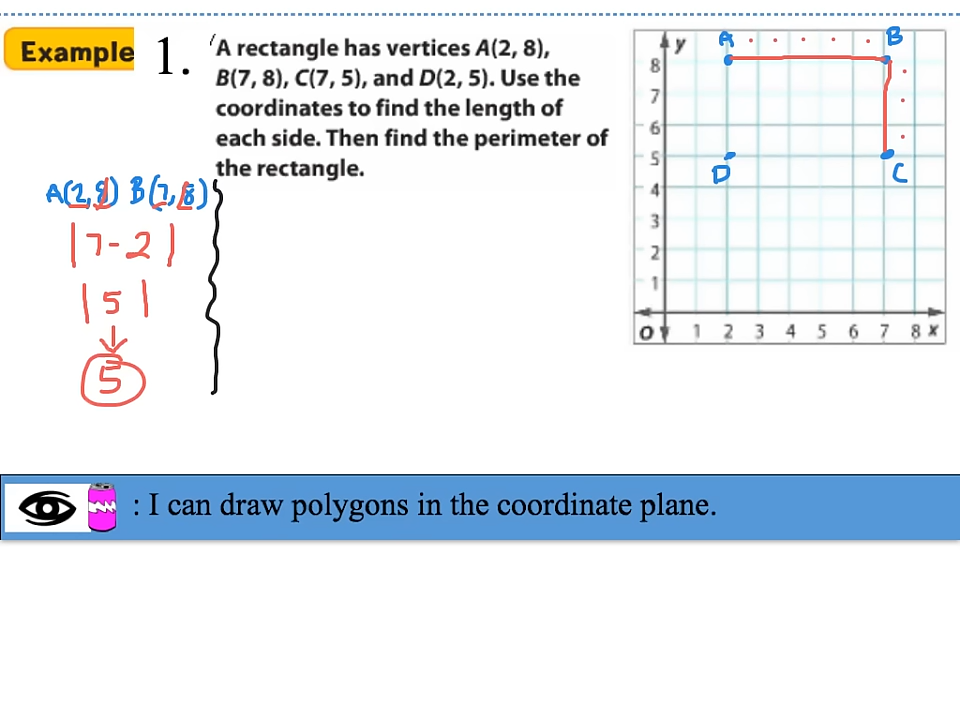 Example 1. A rectangle has vertices A(2, 8),
B(7, 8), C(7, 5), and D(2, 5). Use the
coordinates to find the length of
each side. Then find the perimeter of
the rectangle.
A(2,8) B(7,8)
|7-2|
|5|
5
y
A B
8
7
6
5
D C
4
3
2
1
O 1 2 3 4 5 6 7 8 x
: I can draw polygons in the coordinate plane.